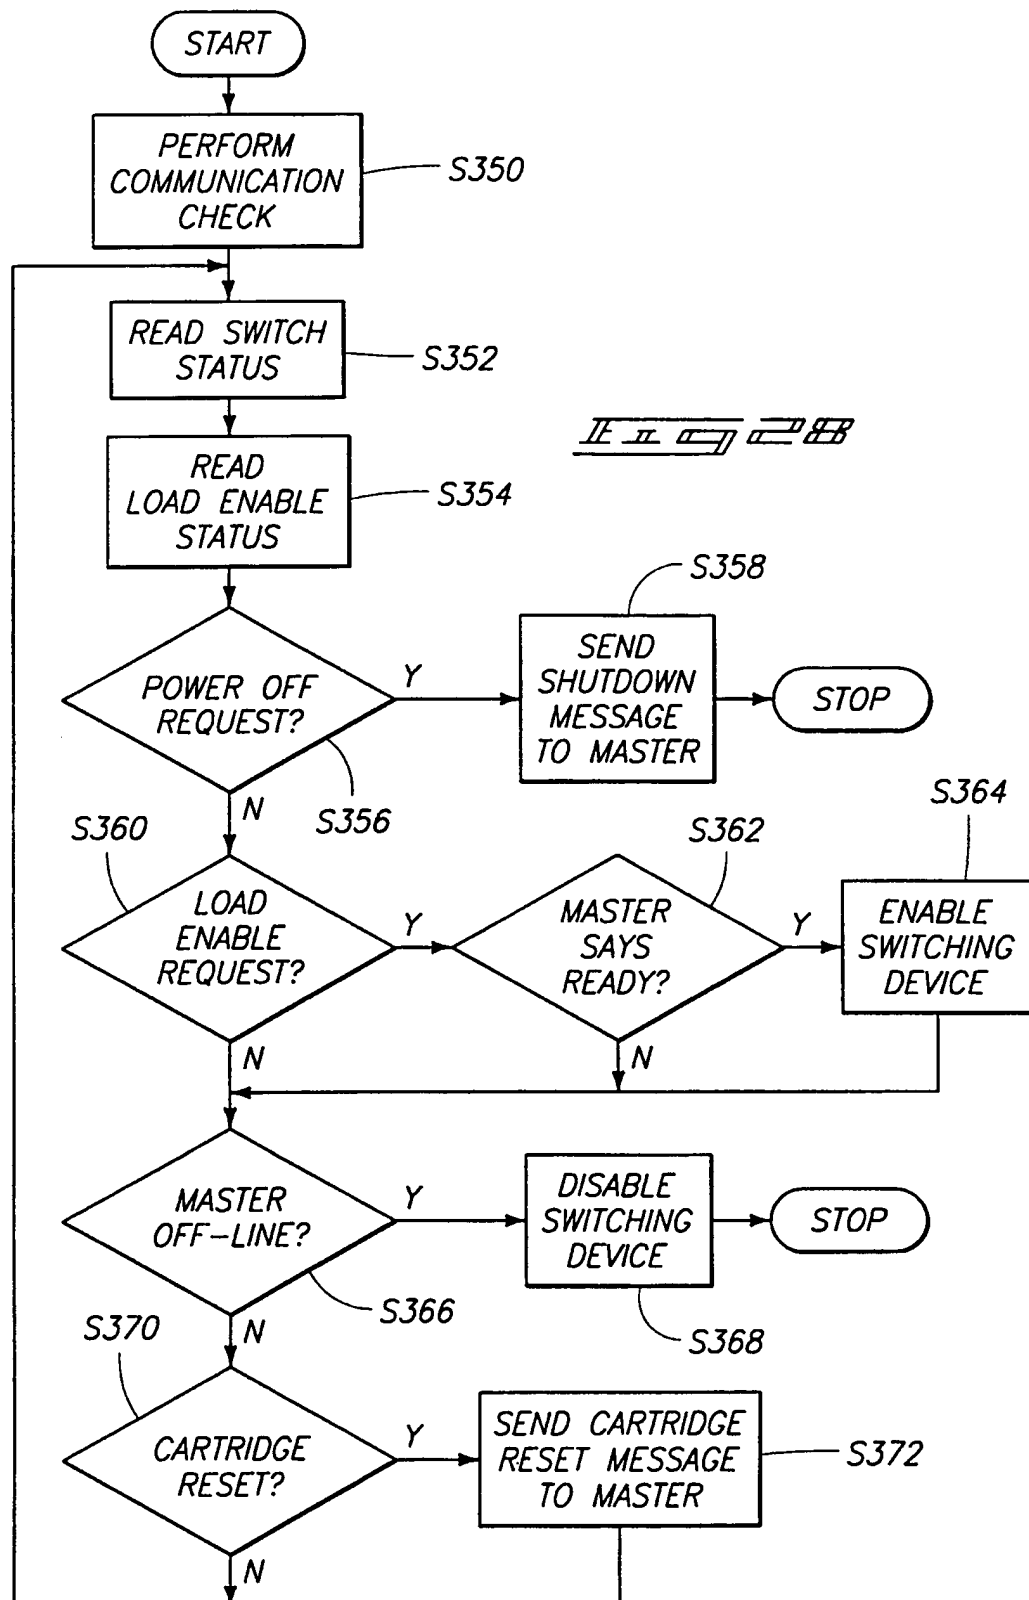 START
PERFORM
COMMUNICATION
CHECK
S350
READ SWITCH
STATUS
S352
Fig 28
READ
LOAD ENABLE
STATUS
S354
S358
SEND
SHUTDOWN
MESSAGE
TO MASTER
STOP
POWER OFF
REQUEST?
Y
N
S356
S360
S362
S364
LOAD
ENABLE
REQUEST?
Y
N
MASTER
SAYS
READY?
Y
N
ENABLE
SWITCHING
DEVICE
MASTER
OFF-LINE?
Y
N
S366
DISABLE
SWITCHING
DEVICE
S368
STOP
S370
CARTRIDGE
RESET?
Y
N
SEND CARTRIDGE
RESET MESSAGE
TO MASTER
S372